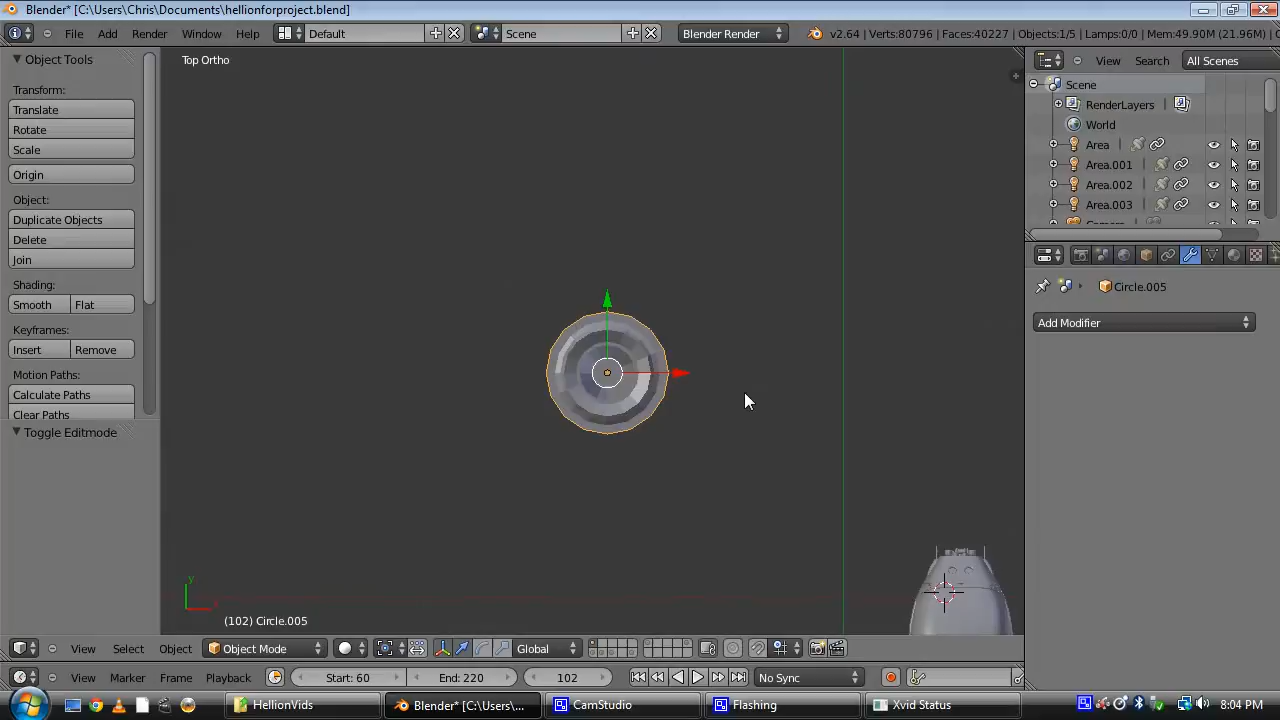 Blender* [C:\Users\Chris\Documents\hellionforproject.blend]
File Add Render Window Help Default Scene Blender Render v2.64 | Verts:80796 | Faces:40227 | Objects:1/5 | Lamps:0/0 | Mem:49.90M (21.96M) |
Object Tools
Transform:
Translate
Rotate
Scale
Origin
Object:
Duplicate Objects
Delete
Join
Shading:
Smooth Flat
Keyframes:
Insert Remove
Motion Paths:
Calculate Paths
Clear Paths
Toggle Editmode
Top Ortho
y
(102) Circle.005
View Search All Scenes
Scene
RenderLayers
World
Area
Area.001
Area.002
Area.003
Circle.005
Add Modifier
View Select Object Object Mode Global
View Marker Frame Playback Start: 60 End: 220 102 No Sync
HellionVids Blender* [C:\Users\C... CamStudio Flashing Xvid Status 8:04 PM